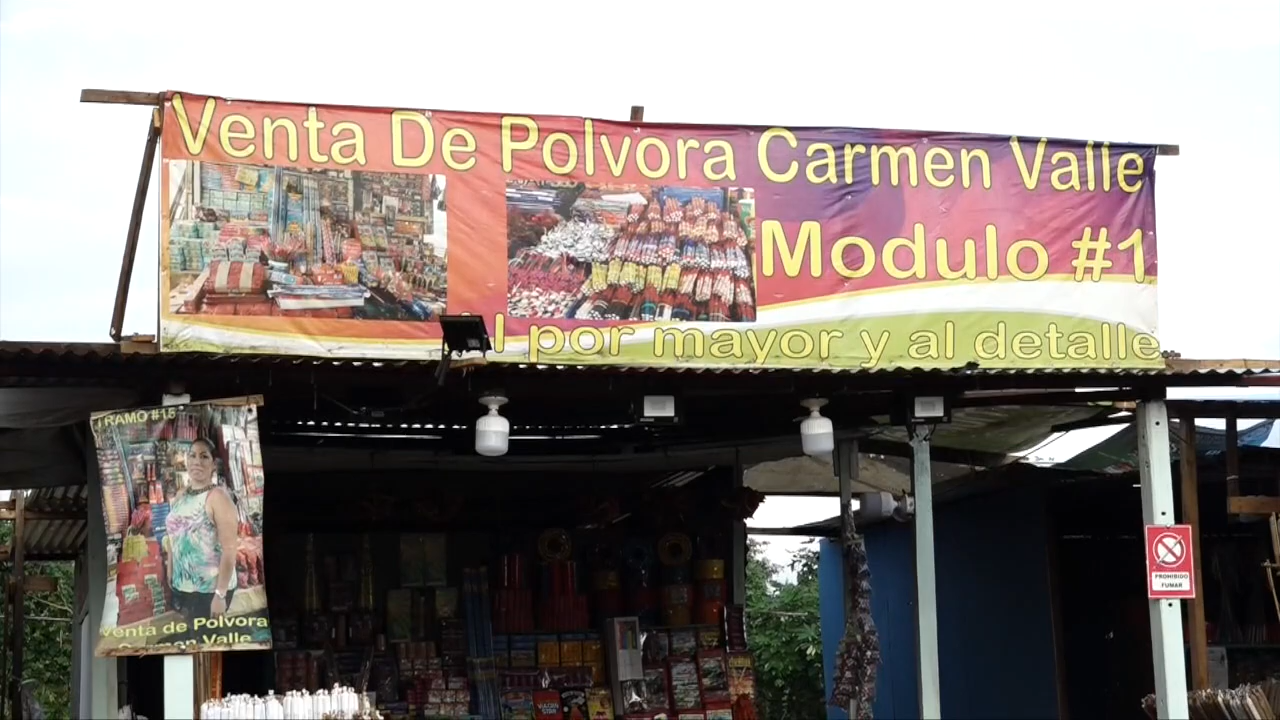 Venta De Polvora Carmen Valle
Modulo #1
Al por mayor y al detalle
TRAMO #15
Venta de Polvora
Carmen Valle
PROHIBIDO
FUMAR